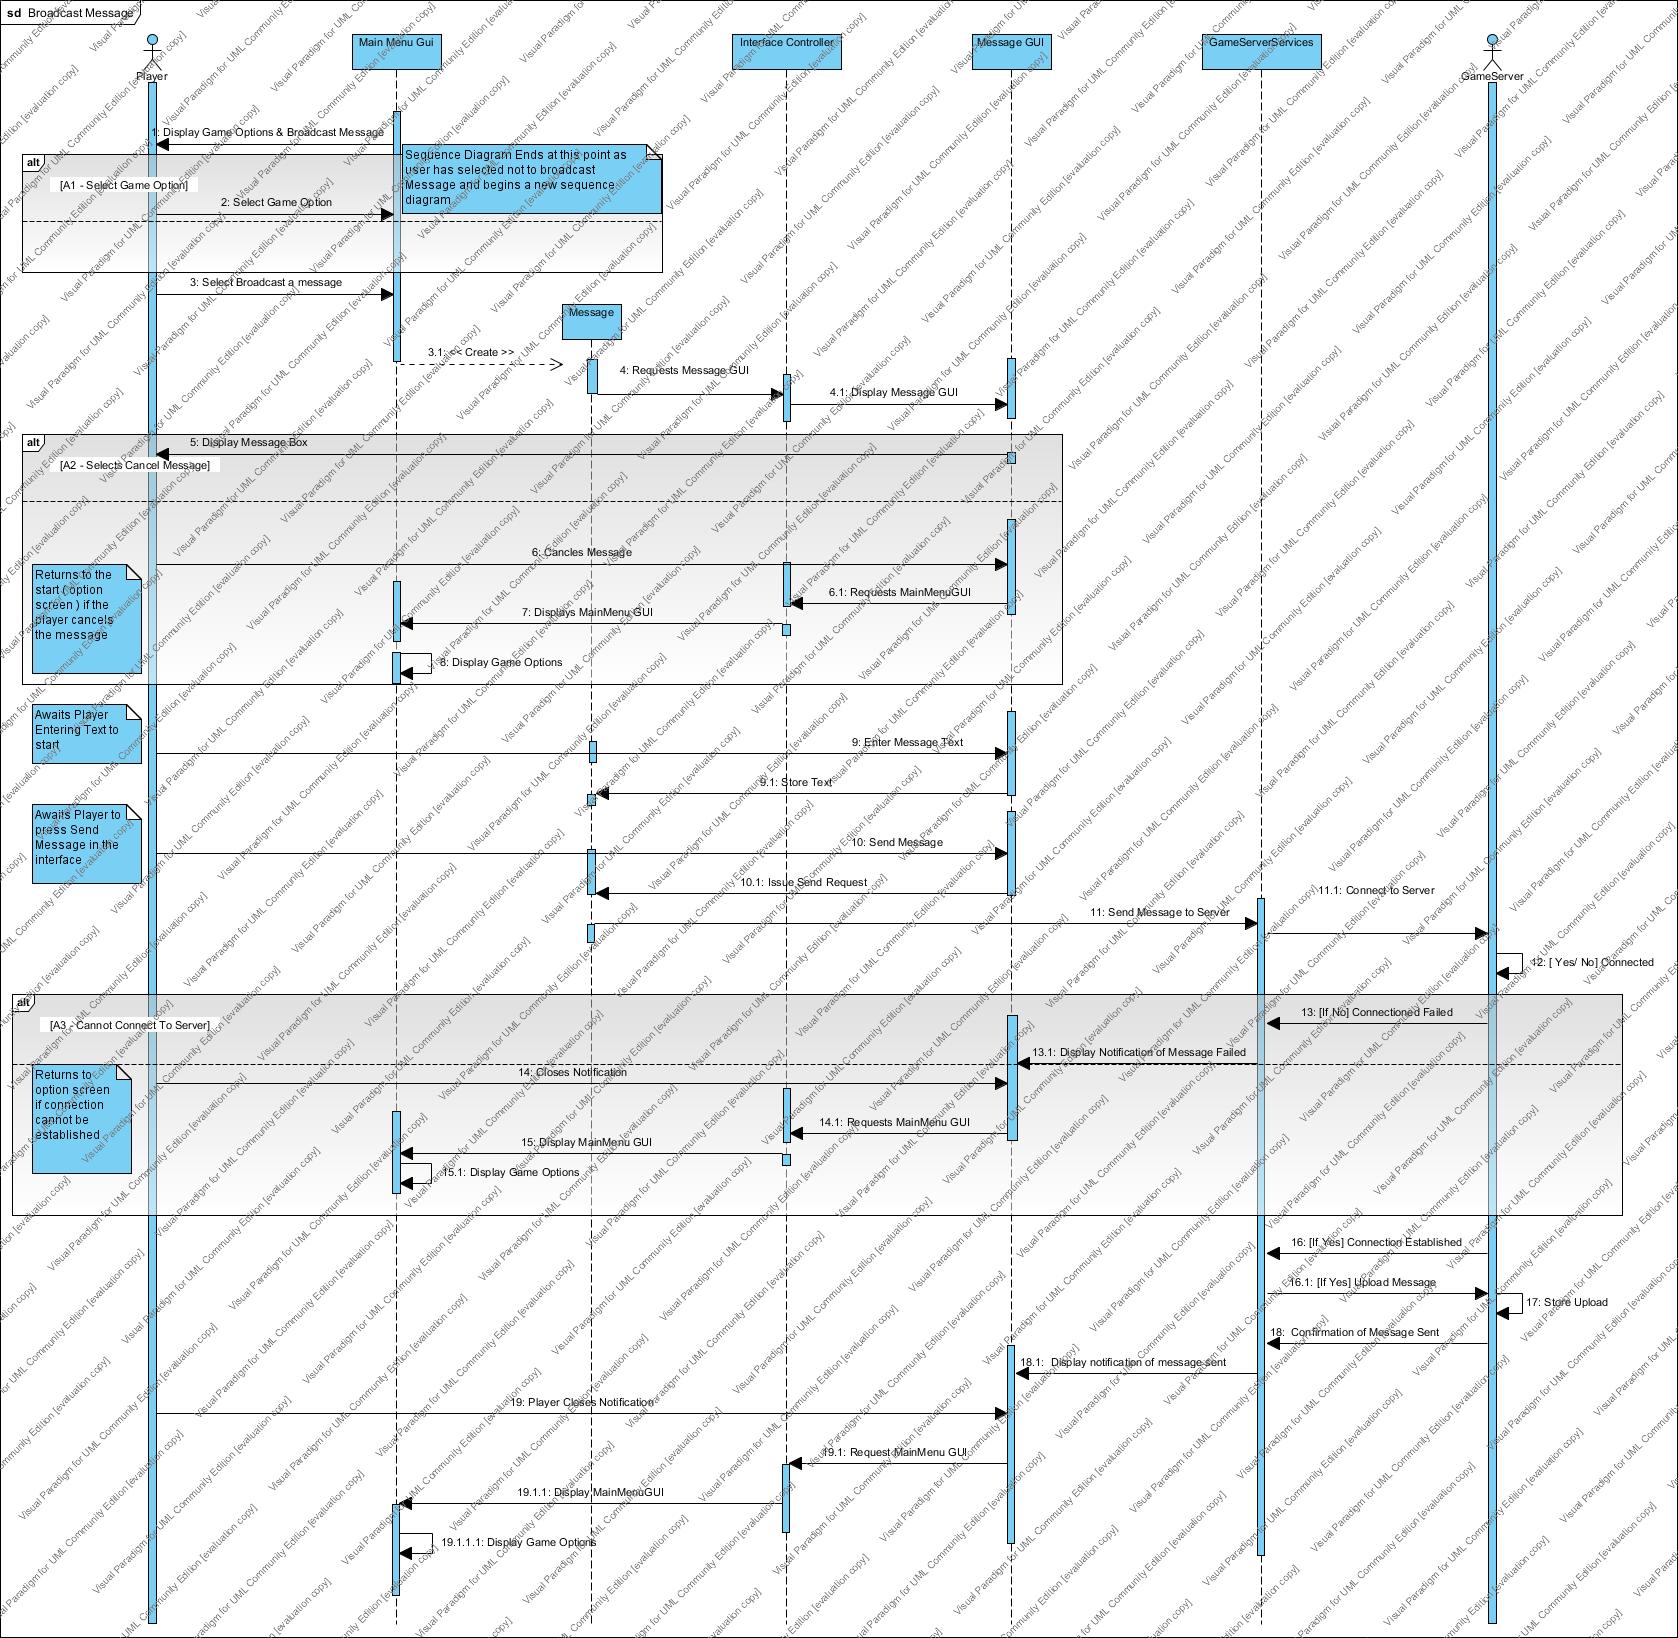 sd Broadcast Message
Main Menu Gui
Interface Controller
Message GUI
GameServerServices
Player
GameServer
1: Display Game Options & Broadcast Message
alt
Sequence Diagram Ends at this point as
user has selected not to broadcast
Message and begins a new sequence
diagram
[A1 - Select Game Option]
2: Select Game Option
3: Select Broadcast a message
Message
3.1: << Create >>
4: Requests Message GUI
4.1: Display Message GUI
alt
5: Display Message Box
[A2 - Selects Cancel Message]
6: Cancles Message
Returns to the
start ( option
screen ) if the
player cancels
the message
6.1: Requests MainMenuGUI
7: Displays MainMenu GUI
8: Display Game Options
Awaits Player
Entering Text to
start
9: Enter Message Text
9.1: Store Text
Awaits Player to
press Send
Message in the
interface
10: Send Message
10.1: Issue Send Request
11.1: Connect to Server
11: Send Message to Server
12: [ Yes/ No] Connected
alt
13: [If No] Connectioned Failed
[A3 - Cannot Connect To Server]
13.1: Display Notification of Message Failed
14: Closes Notification
Returns to
option screen
if connection
cannot be
established
14.1: Requests MainMenu GUI
15: Display MainMenu GUI
15.1: Display Game Options
16: [If Yes] Connection Established
16.1: [If Yes] Upload Message
17: Store Upload
18:  Confirmation of Message Sent
18.1:  Display notification of message sent
19: Player Closes Notification
19.1: Request MainMenu GUI
19.1.1: Display MainMenuGUI
19.1.1.1: Display Game Options
Visual Paradigm for UML Community Edition [evaluation copy]